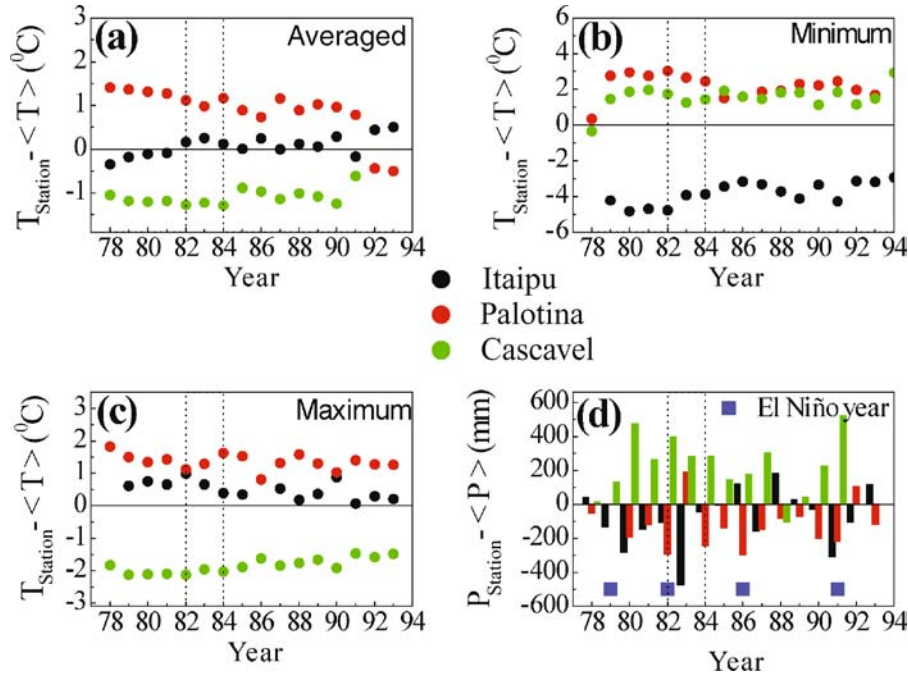 (a) Averaged
T_Station - < T > (⁰C)
3
2
1
0
-1
78 80 82 84 86 88 90 92 94
Year
(b) Minimum
T_Station - < T > (⁰C)
6
4
2
0
-2
-4
-6
78 80 82 84 86 88 90 92 94
Year
Itaipu
Palotina
Cascavel
(c) Maximum
T_Station - < T > (⁰C)
3
2
1
0
-1
-2
-3
78 80 82 84 86 88 90 92 94
Year
(d) El Niño year
P_Station - < P > (mm)
600
400
200
0
-200
-400
-600
78 80 82 84 86 88 90 92 94
Year